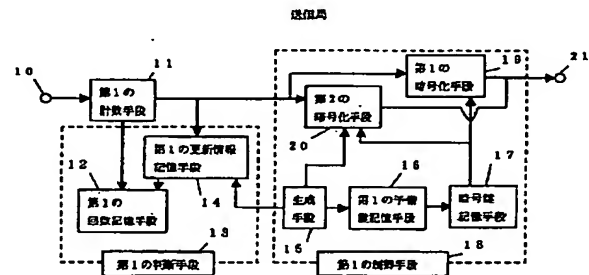 送信局
10
11
第1の
計数手段
12
第1の
回数記憶手段
第1の更新情報
記憶手段
14
13
第1の判断手段
第2の
暗号化手段
20
第1の
暗号化手段
19
21
生成
手段
15
16
第1の予備
鍵記憶手段
17
暗号鍵
記憶手段
18
第1の制御手段